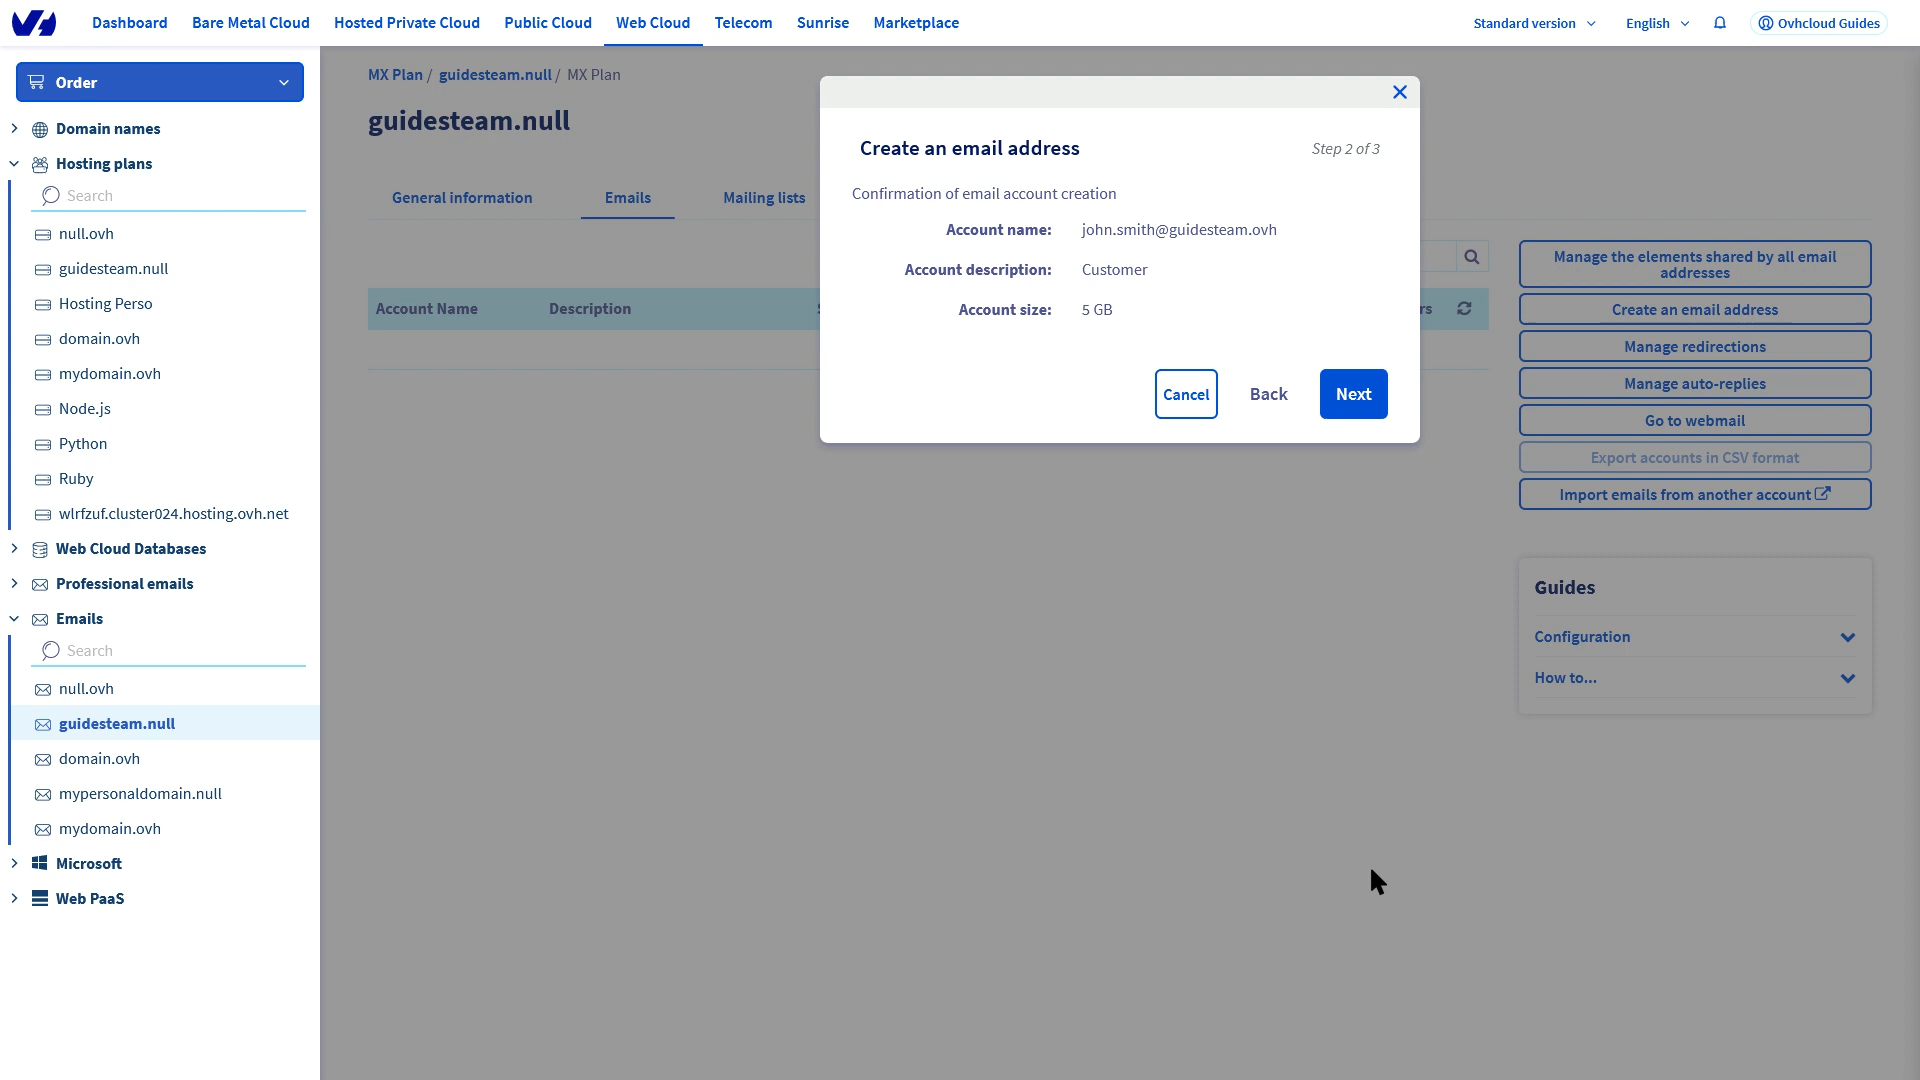 Dashboard
Bare Metal Cloud
Hosted Private Cloud
Public Cloud
Web Cloud
Telecom
Sunrise
Marketplace
Standard version
English
Ovhcloud Guides
Order
Domain names
Hosting plans
Search
null.ovh
guidesteam.null
Hosting Perso
domain.ovh
mydomain.ovh
Node.js
Python
Ruby
wlrfzuf.cluster024.hosting.ovh.net
Web Cloud Databases
Professional emails
Emails
Search
null.ovh
guidesteam.null
domain.ovh
mypersonaldomain.null
mydomain.ovh
Microsoft
Web PaaS
MX Plan / guidesteam.null / MX Plan
guidesteam.null
General information
Emails
Mailing lists
Account Name
Description
rs
Create an email address
Step 2 of 3
Confirmation of email account creation
Account name: john.smith@guidesteam.ovh
Account description: Customer
Account size: 5 GB
Cancel
Back
Next
Manage the elements shared by all email
addresses
Create an email address
Manage redirections
Manage auto-replies
Go to webmail
Export accounts in CSV format
Import emails from another account
Guides
Configuration
How to...